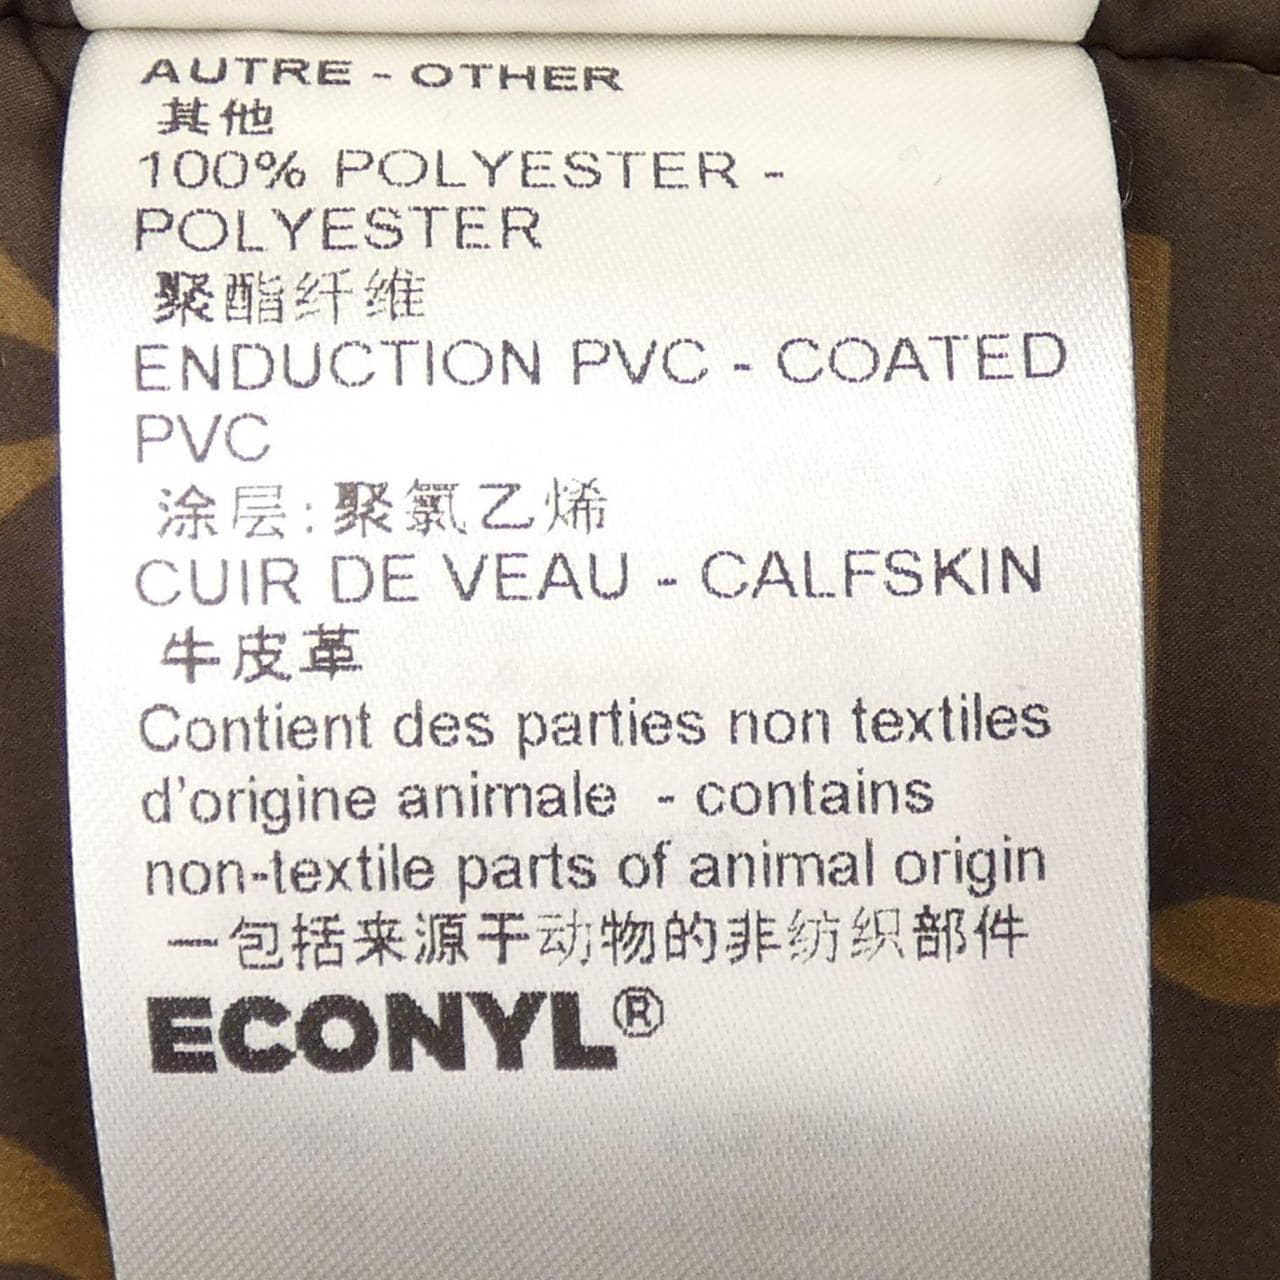 AUTRE - OTHER
其他
100% POLYESTER -
POLYESTER
聚酯纤维
ENDUCTION PVC - COATED
PVC
涂层:聚氯乙烯
CUIR DE VEAU - CALFSKIN
牛皮革
Contient des parties non textiles
d'origine animale - contains
non-textile parts of animal origin
一包括来源于动物的非纺织部件
ECONYL®